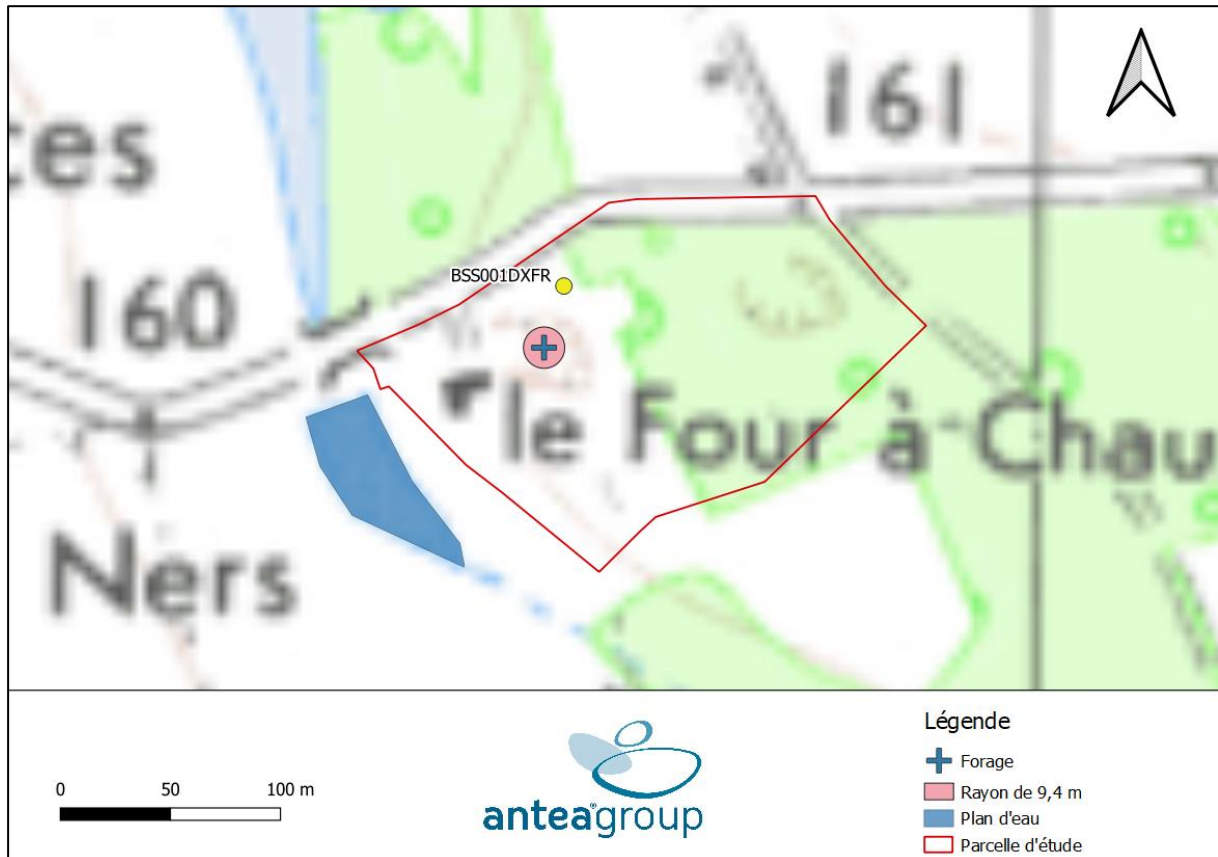 ces
161
160
BSS001DXFR
le Four à Chau
Ners
Légende
Forage
Rayon de 9,4 m
Plan d'eau
Parcelle d'étude
0 50 100 m
anteagroup